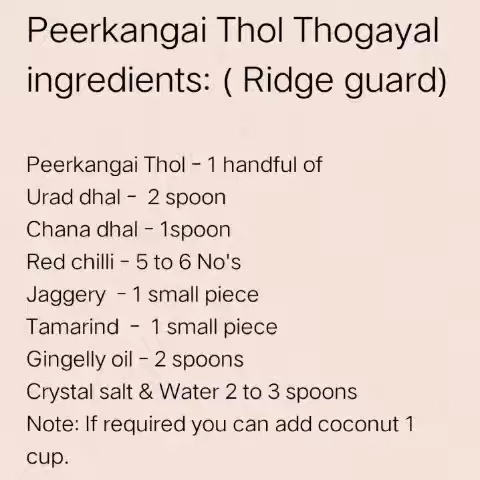 Peerkangai Thol Thogayal
ingredients: ( Ridge guard)
Peerkangai Thol - 1 handful of
Urad dhal - 2 spoon
Chana dhal - 1spoon
Red chilli - 5 to 6 No's
Jaggery - 1 small piece
Tamarind - 1 small piece
Gingelly oil - 2 spoons
Crystal salt & Water 2 to 3 spoons
Note: If required you can add coconut 1
cup.